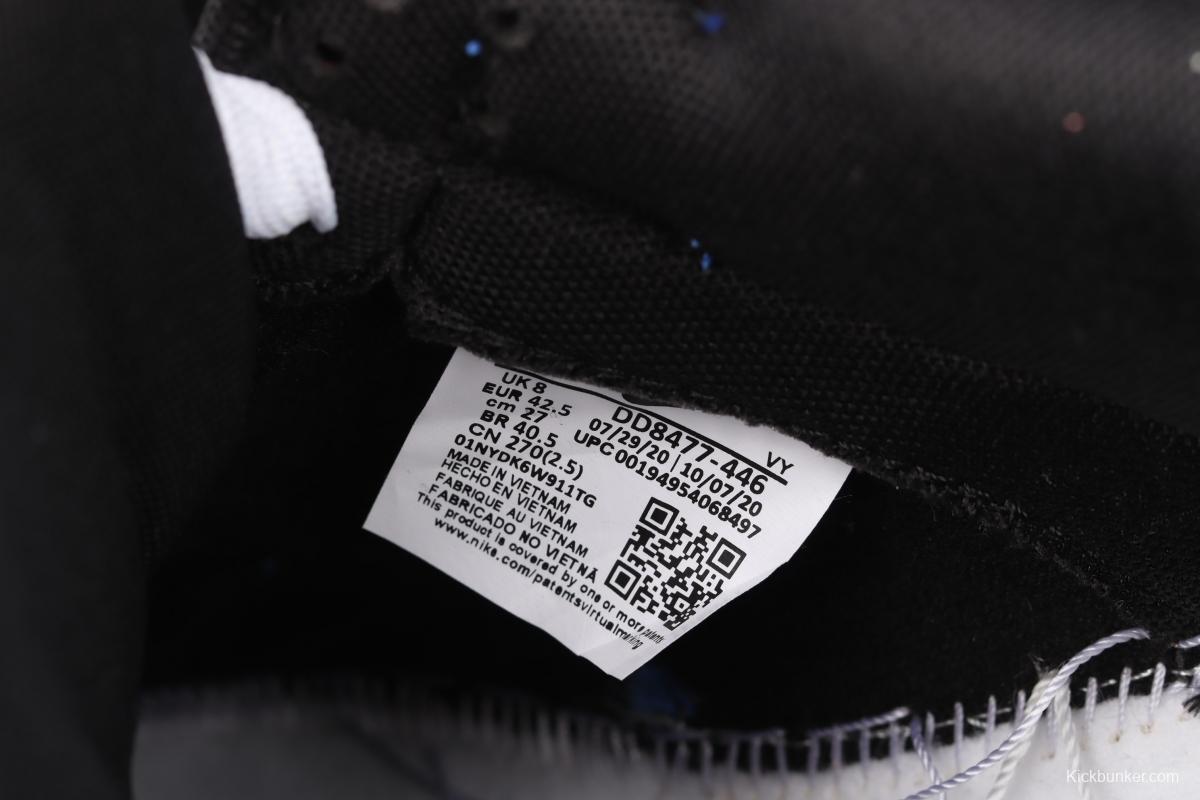 UK 8
EUR 42.5
cm 27
BR 40.5
CN 270(2.5)
01NYDK6W911TG
MADE IN VIETNAM
HECHO EN VIETNAM
FABRIQUE AU VIETNAM
FABRICADO NO VIETNÃ
This product is covered by one or more patents
www.nike.com/patentsvirtualmarking
VY
DD8477-446
07/29/20 | 10/07/20
UPC 00194954068497
Kickbunker.com